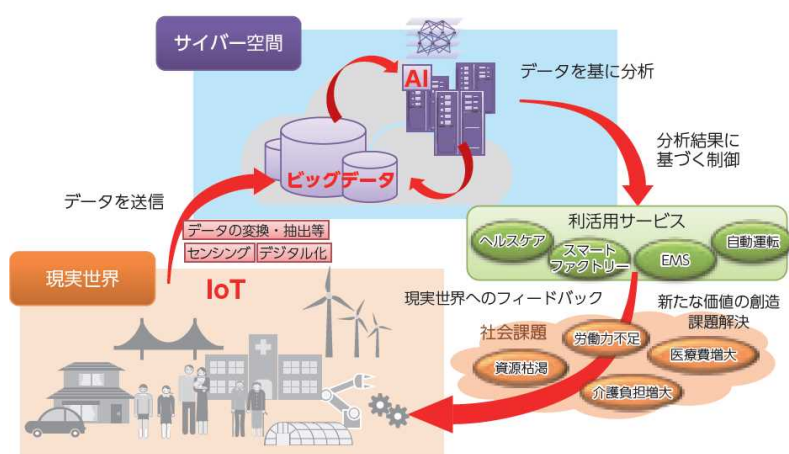 サイバー空間
AI
データを基に分析
分析結果に
基づく制御
ビッグデータ
データを送信
データの変換・抽出等
センシング
デジタル化
利活用サービス
ヘルスケア
スマート
ファクトリー
EMS
自動運転
現実世界
IoT
現実世界へのフィードバック
新たな価値の創造
課題解決
社会課題
労働力不足
医療費増大
資源枯渇
介護負担増大